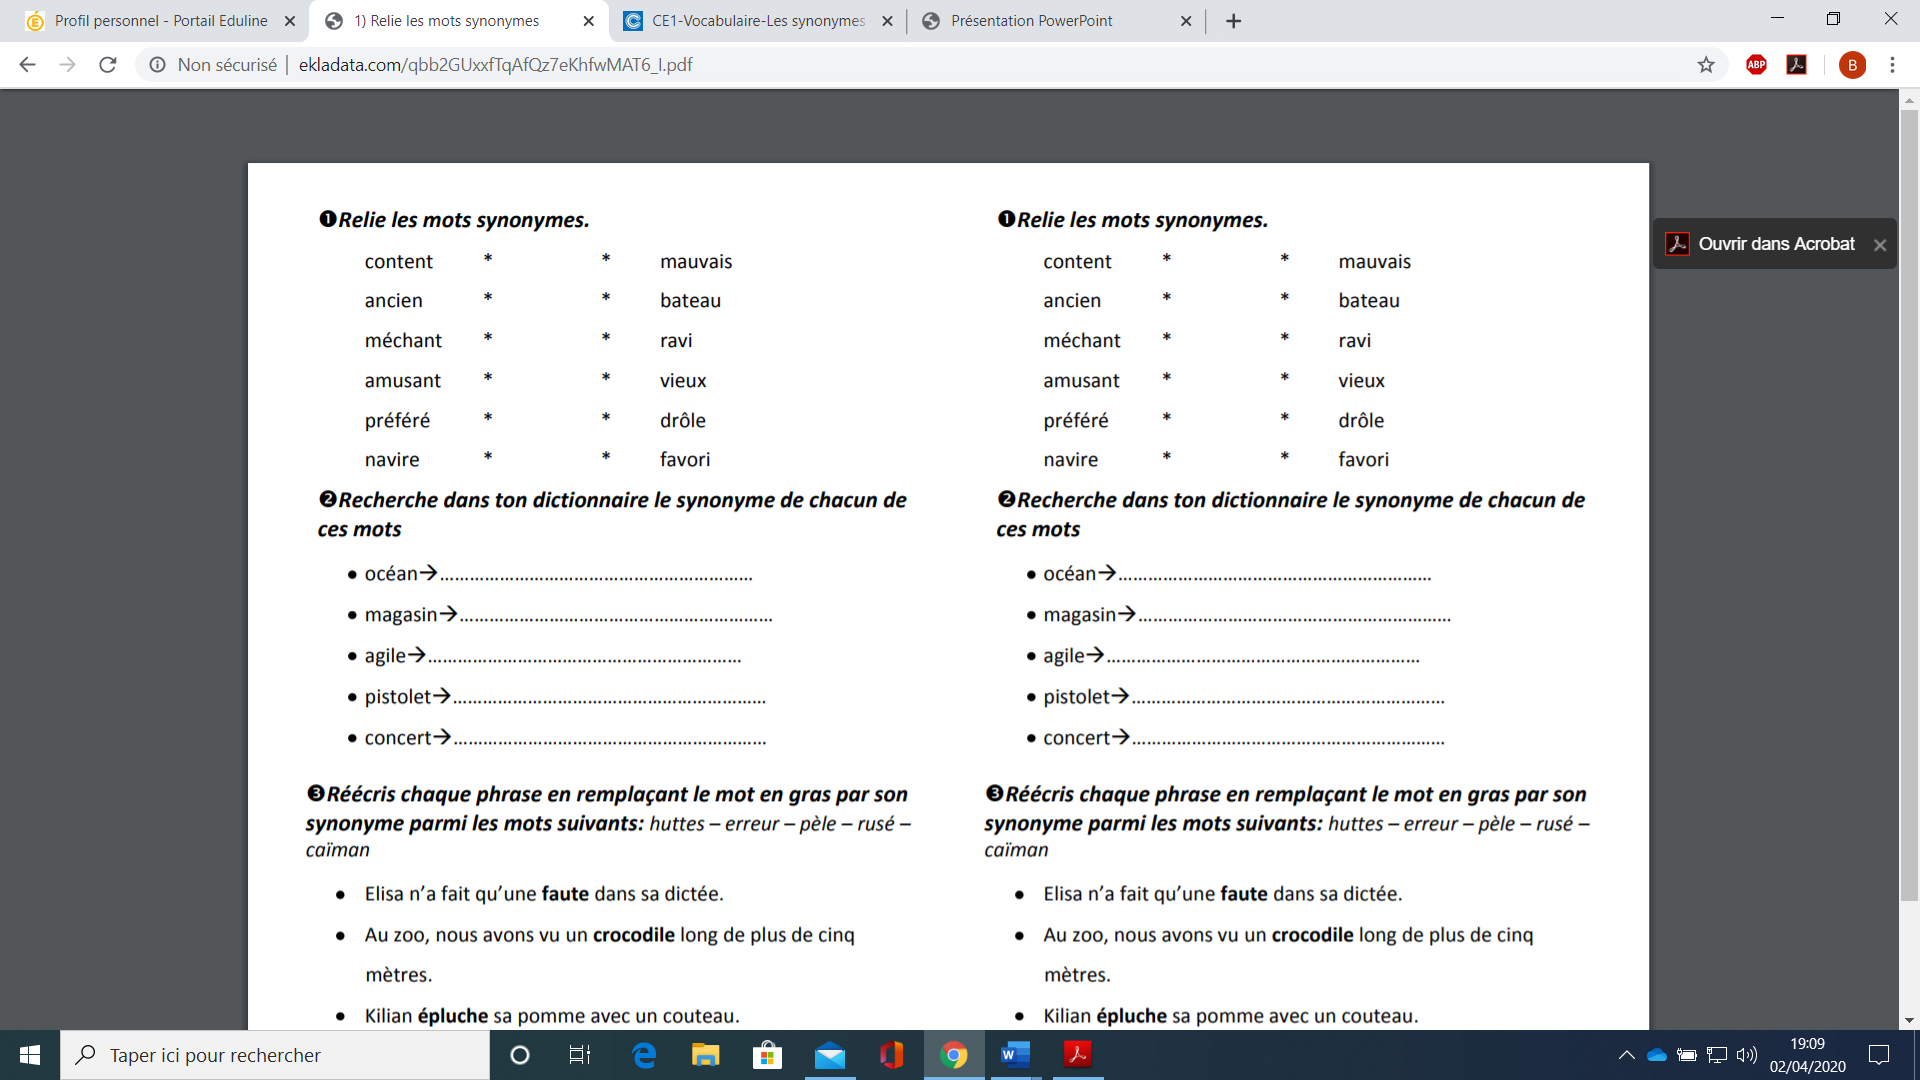 Profil personnel - Portail Eduline
1) Relie les mots synonymes
CE1-Vocabulaire-Les synonymes
Présentation PowerPoint
Non sécurisé | ekladata.com/qbb2GUxxfTqAfQz7eKhfwMAT6_I.pdf
ABP
B
Ouvrir dans Acrobat
❶Relie les mots synonymes.
content * * mauvais
ancien * * bateau
méchant * * ravi
amusant * * vieux
préféré * * drôle
navire * * favori
❷Recherche dans ton dictionnaire le synonyme de chacun de
ces mots
• océan→………………………………………………………
• magasin→………………………………………………………
• agile→………………………………………………………
• pistolet→………………………………………………………
• concert→………………………………………………………
❸Réécris chaque phrase en remplaçant le mot en gras par son
synonyme parmi les mots suivants: huttes – erreur – pèle – rusé –
caïman
• Elisa n’a fait qu’une faute dans sa dictée.
• Au zoo, nous avons vu un crocodile long de plus de cinq
mètres.
• Kilian épluche sa pomme avec un couteau.
❶Relie les mots synonymes.
content * * mauvais
ancien * * bateau
méchant * * ravi
amusant * * vieux
préféré * * drôle
navire * * favori
❷Recherche dans ton dictionnaire le synonyme de chacun de
ces mots
• océan→………………………………………………………
• magasin→………………………………………………………
• agile→………………………………………………………
• pistolet→………………………………………………………
• concert→………………………………………………………
❸Réécris chaque phrase en remplaçant le mot en gras par son
synonyme parmi les mots suivants: huttes – erreur – pèle – rusé –
caïman
• Elisa n’a fait qu’une faute dans sa dictée.
• Au zoo, nous avons vu un crocodile long de plus de cinq
mètres.
• Kilian épluche sa pomme avec un couteau.
Taper ici pour rechercher
19:09
02/04/2020